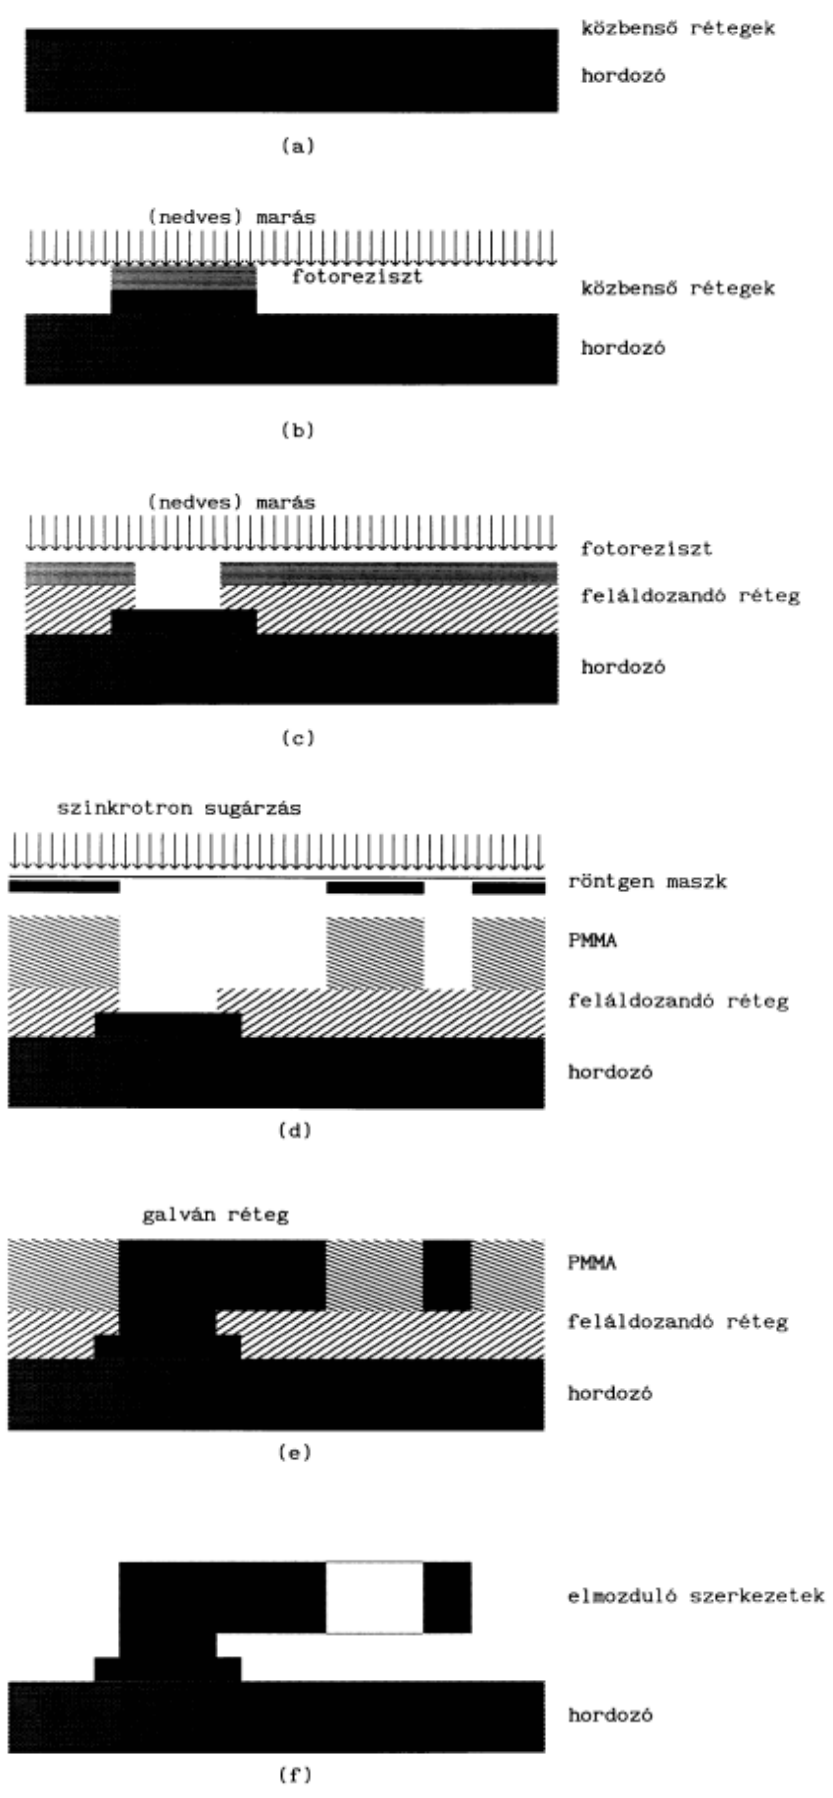 közbenső rétegek
hordozó
(a)
(nedves) marás
fotoreziszt
közbenső rétegek
hordozó
(b)
(nedves) marás
fotoreziszt
feláldozandó réteg
hordozó
(c)
szinkrotron sugárzás
röntgen maszk
PMMA
feláldozandó réteg
hordozó
(d)
galván réteg
PMMA
feláldozandó réteg
hordozó
(e)
elmozduló szerkezetek
hordozó
(f)